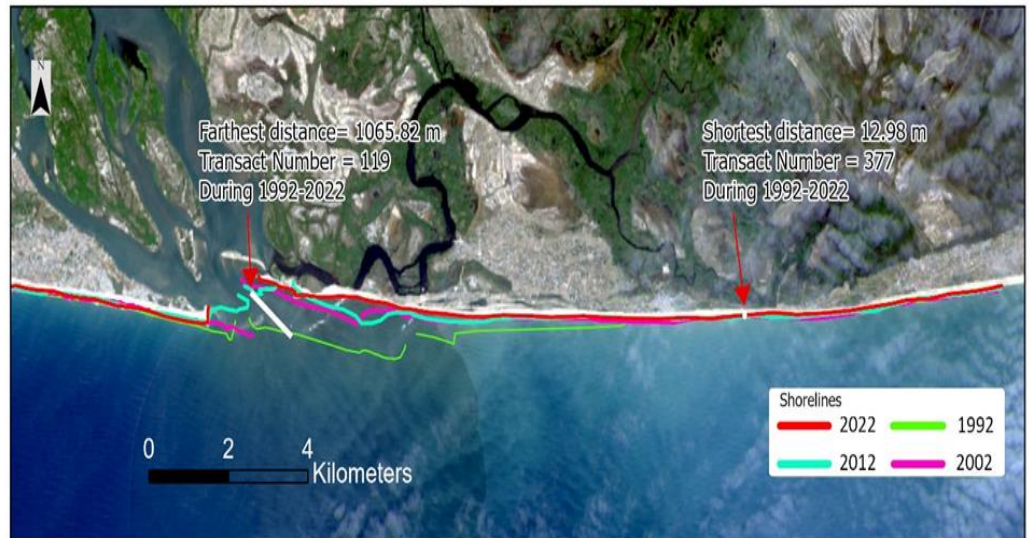 N
Farthest distance= 1065.82 m
Transact Number = 119
During 1992-2022
Shortest distance= 12.98 m
Transact Number = 377
During 1992-2022
0 2 4
Kilometers
Shorelines
2022 1992
2012 2002